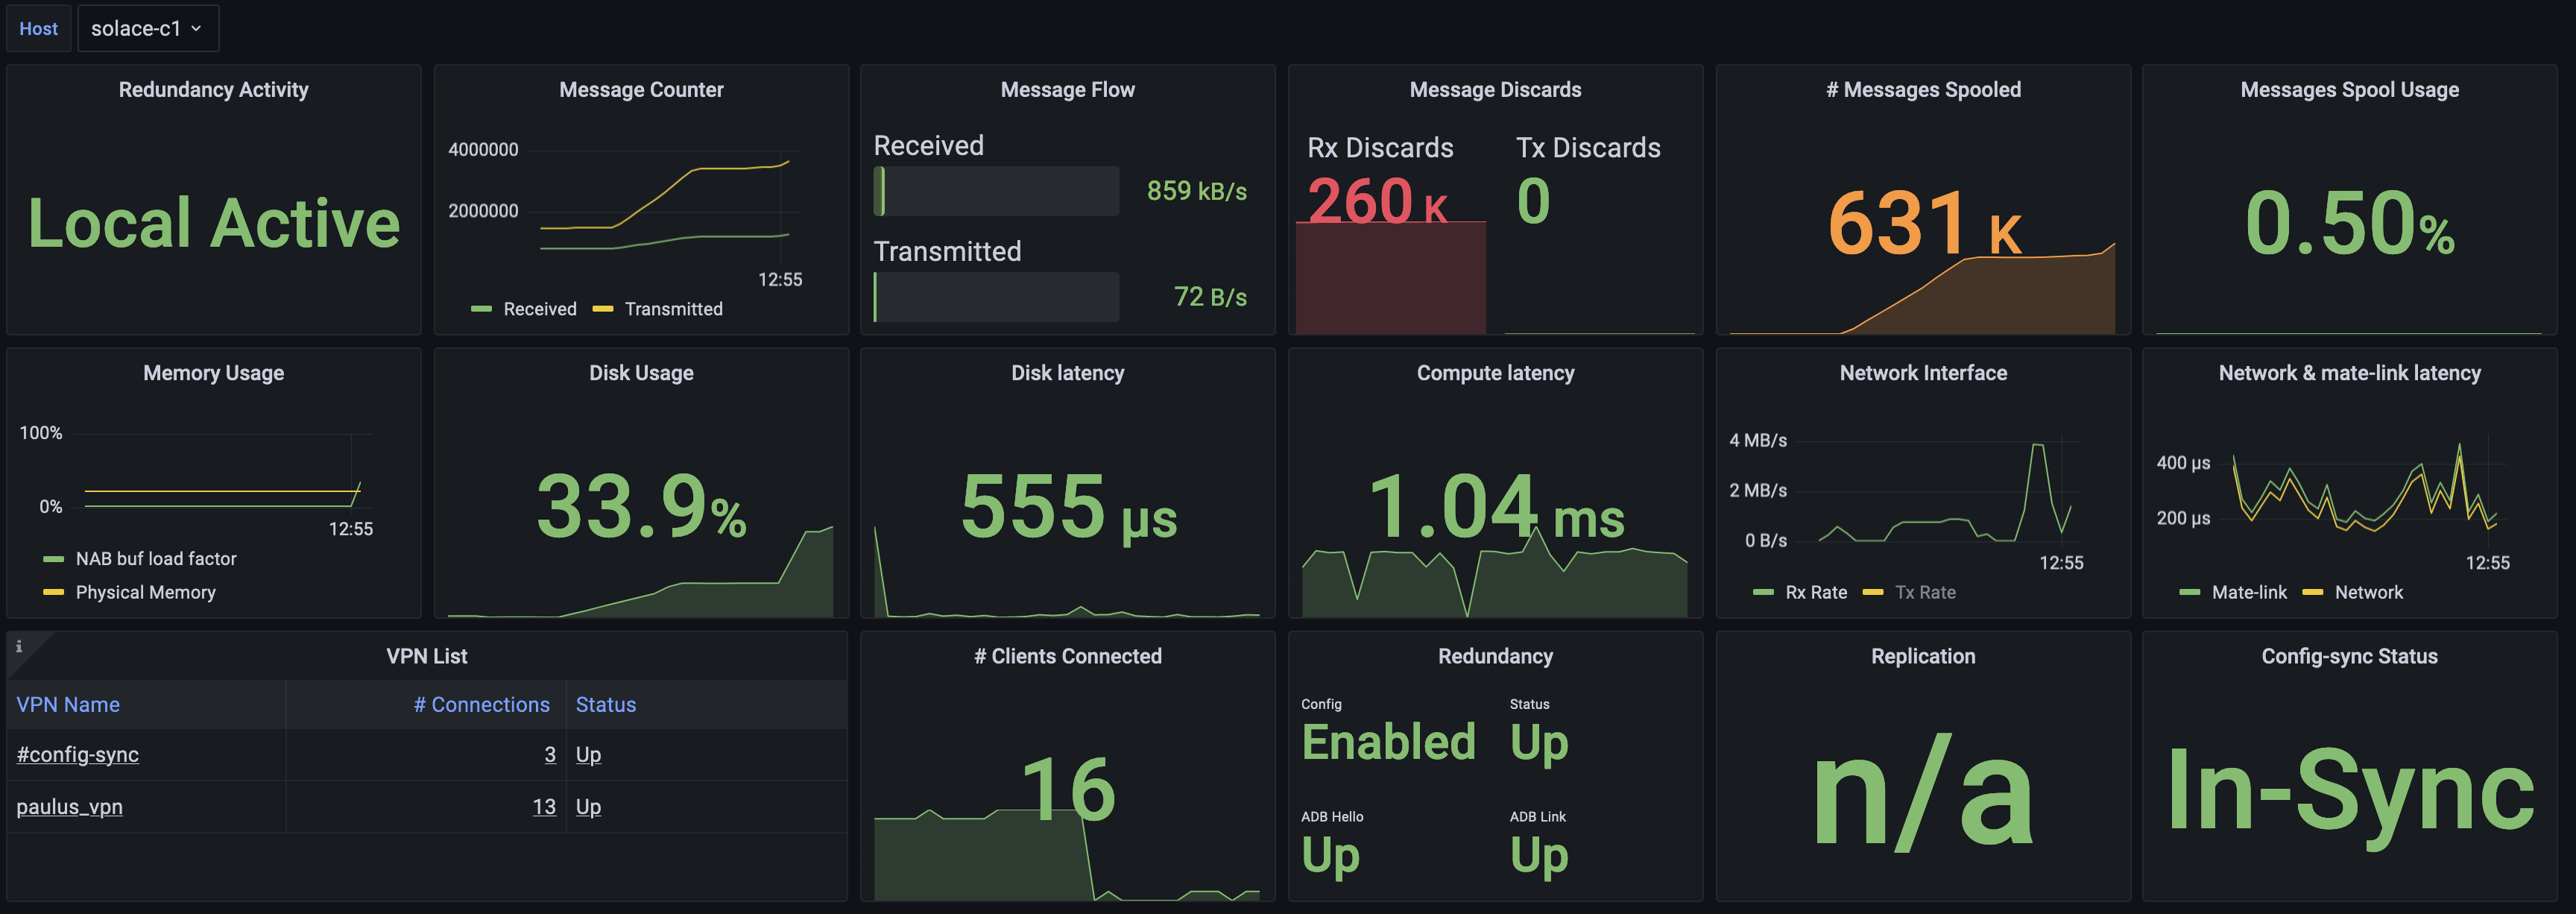 Host solace-c1
Redundancy Activity
Local Active
Message Counter
4000000
2000000
12:55
Received Transmitted
Message Flow
Received
859 kB/s
Transmitted
72 B/s
Message Discards
Rx Discards Tx Discards
260 K 0
# Messages Spooled
631 K
Messages Spool Usage
0.50%
Memory Usage
100%
0%
12:55
NAB buf load factor
Physical Memory
Disk Usage
33.9%
Disk latency
555 µs
Compute latency
1.04 ms
Network Interface
4 MB/s
2 MB/s
0 B/s
12:55
Rx Rate Tx Rate
Network & mate-link latency
400 µs
200 µs
12:55
Mate-link Network
i
VPN List
VPN Name # Connections Status
#config-sync 3 Up
paulus_vpn 13 Up
# Clients Connected
16
Redundancy
Config Status
Enabled Up
ADB Hello ADB Link
Up Up
Replication
n/a
Config-sync Status
In-Sync